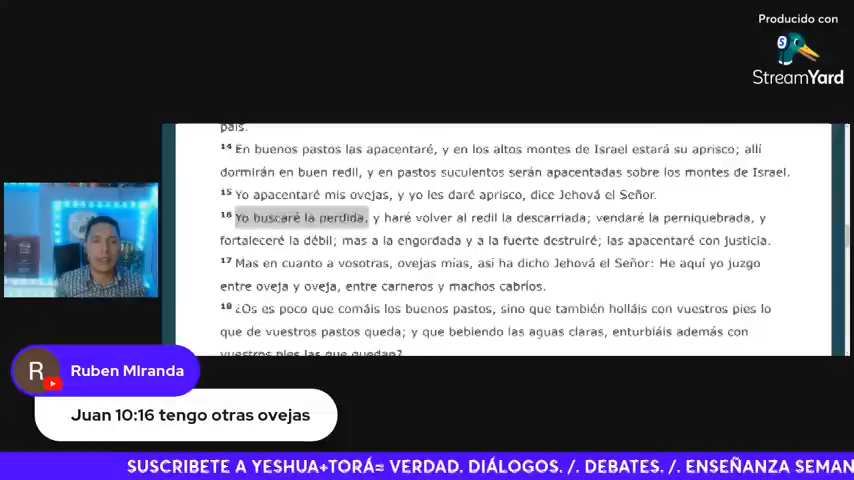 Producido con
StreamYard
país.
14 En buenos pastos las apacentaré, y en los altos montes de Israel estará su aprisco; allí
dormirán en buen redil, y en pastos suculentos serán apacentadas sobre los montes de Israel.
15 Yo apacentaré mis ovejas, y yo les daré aprisco, dice Jehová el Señor.
16 Yo buscaré la perdida, y haré volver al redil la descarriada; vendaré la perniquebrada, y
fortaleceré la débil; mas a la engordada y a la fuerte destruiré; las apacentaré con justicia.
17 Mas en cuanto a vosotras, ovejas mías, así ha dicho Jehová el Señor: He aquí yo juzgo
entre oveja y oveja, entre carneros y machos cabríos.
18 ¿Os es poco que comáis los buenos pastos, sino que también holláis con vuestros pies lo
que de vuestros pastos queda; y que bebiendo las aguas claras, enturbiáis además con
vuestros pies las que quedan?
R
Ruben MIranda
Juan 10:16 tengo otras ovejas
SUSCRIBETE A YESHUA+TORÁ= VERDAD. DIÁLOGOS. /. DEBATES. /. ENSEÑANZA SEMAN